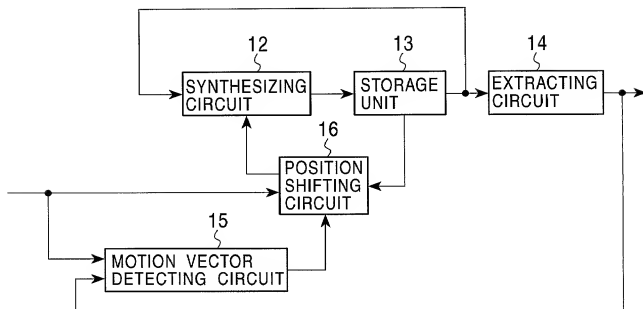 12
SYNTHESIZING
CIRCUIT
13
STORAGE
UNIT
14
EXTRACTING
CIRCUIT
16
POSITION
SHIFTING
CIRCUIT
15
MOTION VECTOR
DETECTING CIRCUIT